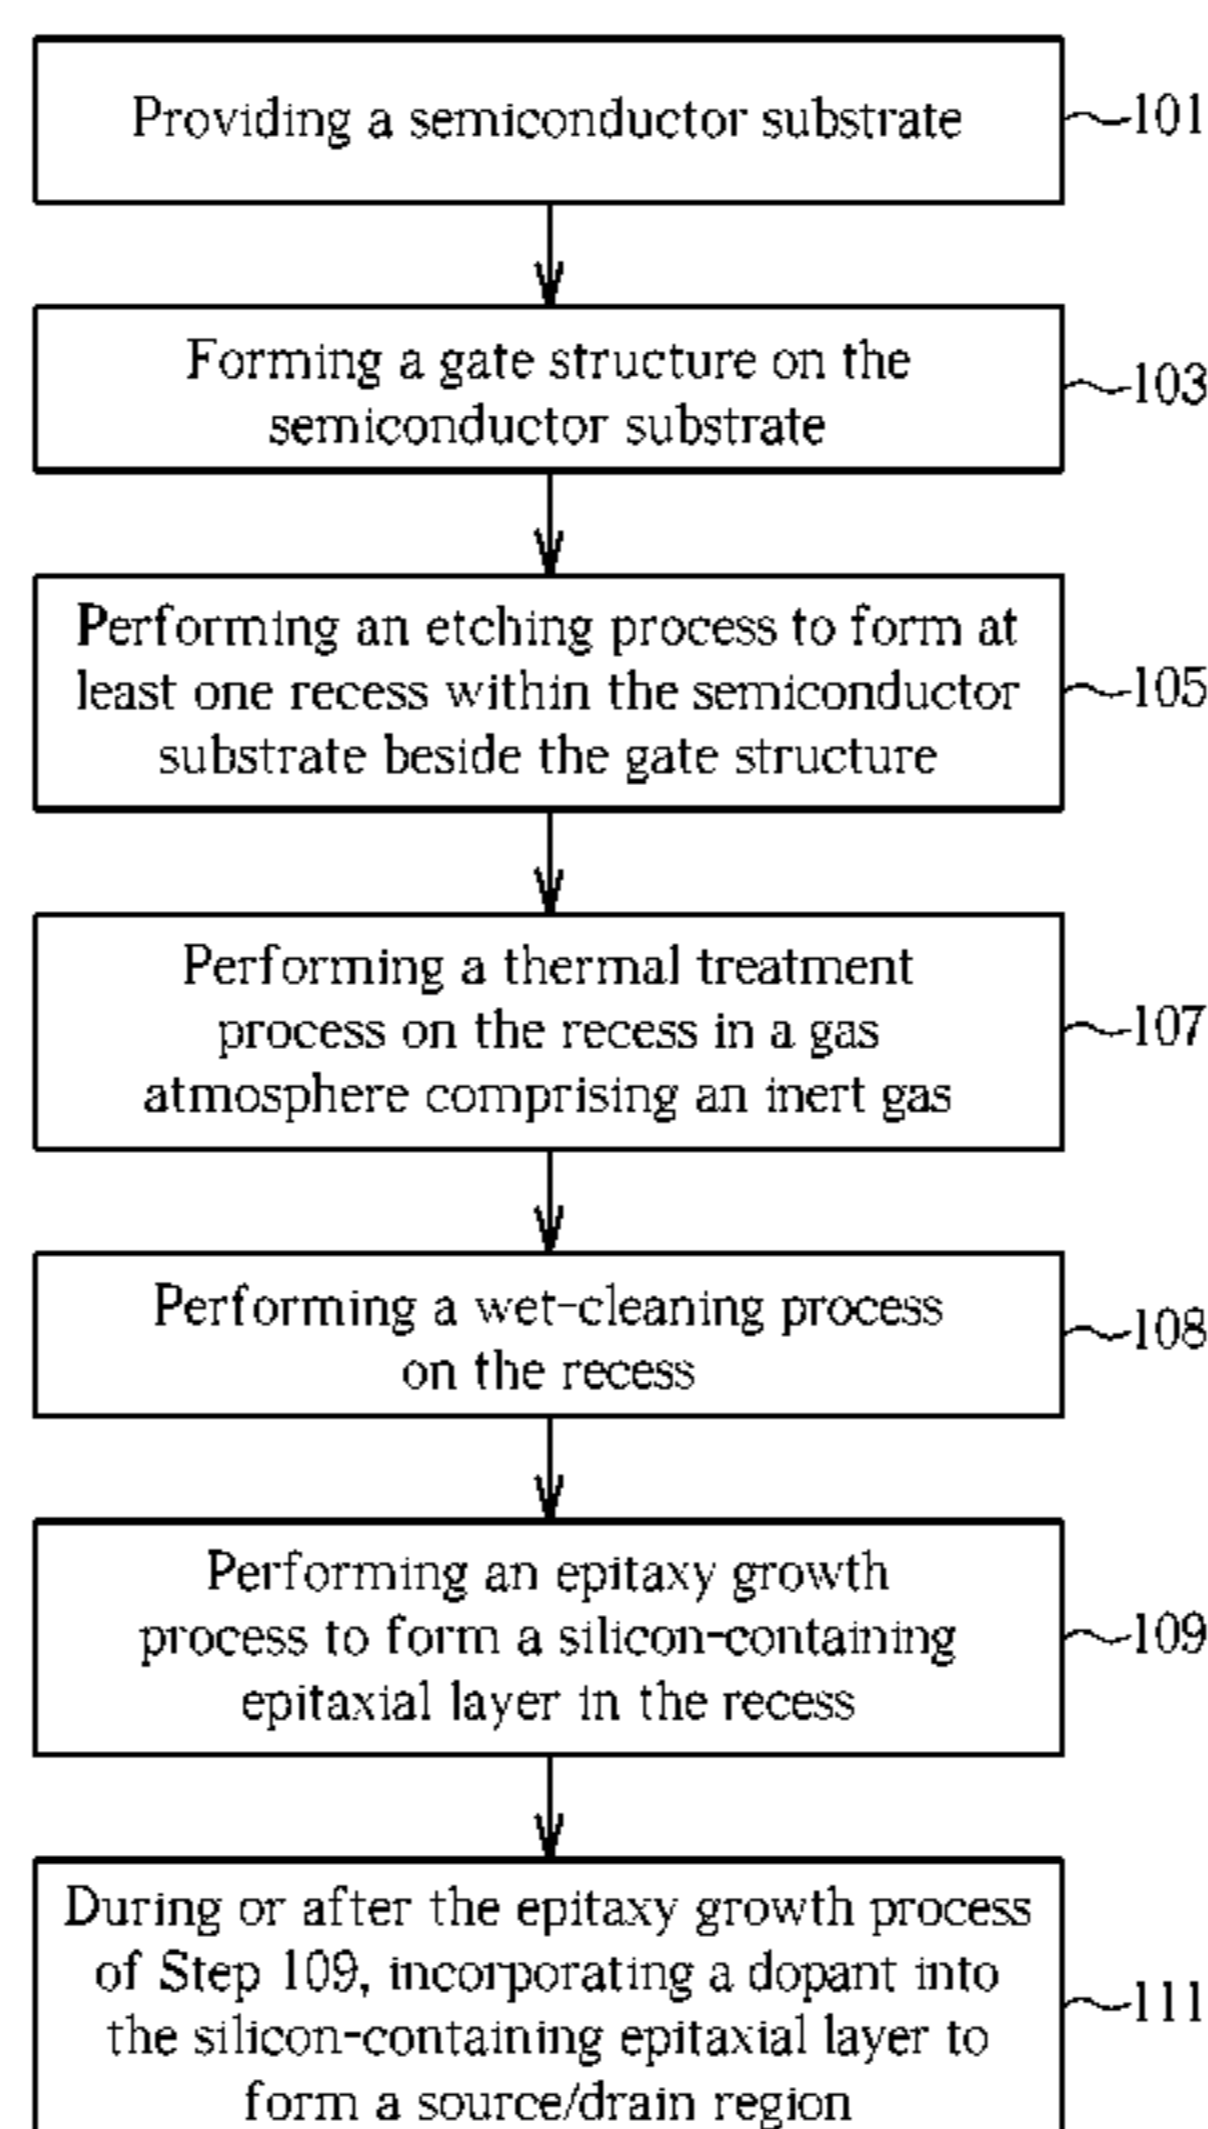 Providing a semiconductor substrate
101
Forming a gate structure on the
semiconductor substrate
103
Performing an etching process to form at
least one recess within the semiconductor
substrate beside the gate structure
105
Performing a thermal treatment
process on the recess in a gas
atmosphere comprising an inert gas
107
Performing a wet-cleaning process
on the recess
108
Performing an epitaxy growth
process to form a silicon-containing
epitaxial layer in the recess
109
During or after the epitaxy growth process
of Step 109, incorporating a dopant into
the silicon-containing epitaxial layer to
form a source/drain region
111